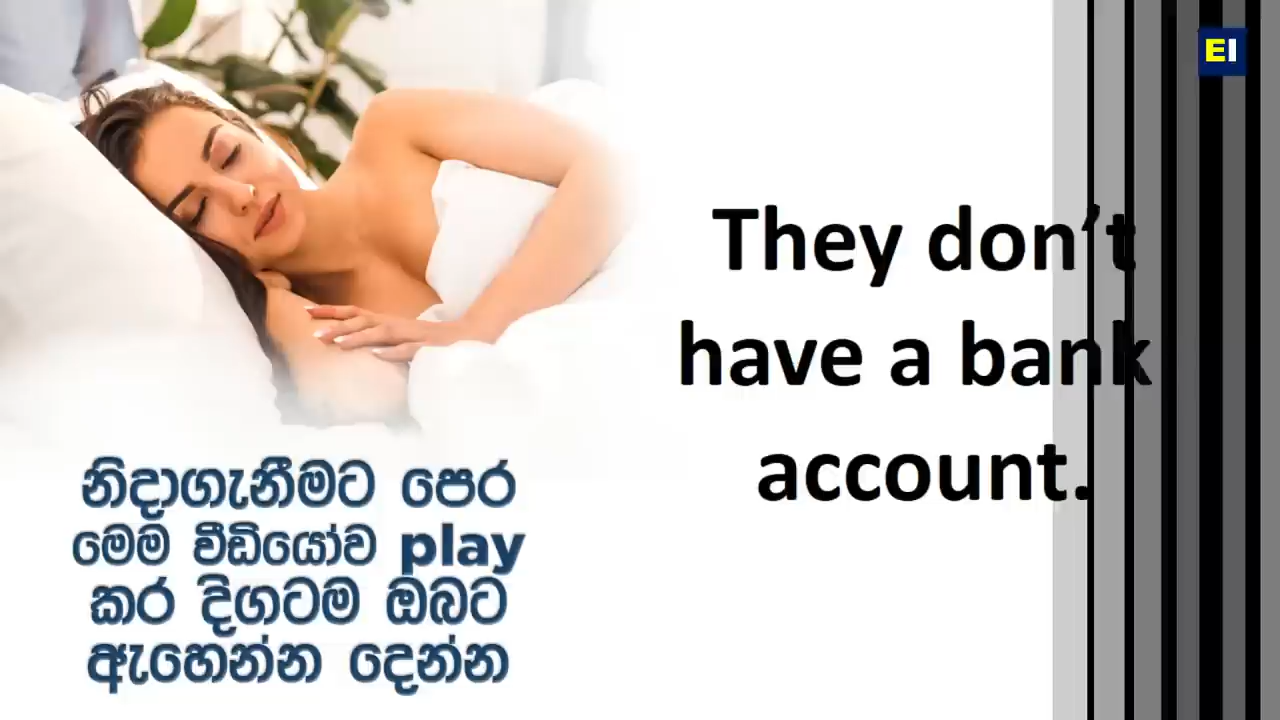 EI
They don’t
have a bank
account.
නිදාගැනීමට පෙර
මෙම වීඩියෝව play
කර දිගටම ඔබට
ඇහෙන්න දෙන්න